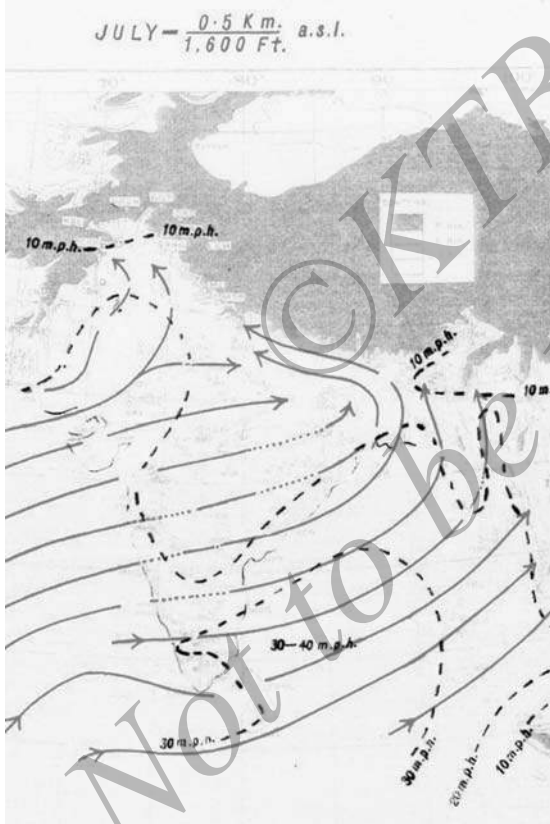 JULY — 0·5 Km. a.s.l.
1,600 Ft.
© KTB
10 m.p.h.
10 m.p.h.
10 m.p.h.
10 m
Not to be
30—40 m.p.h.
30 m.p.h.
30 m.p.h.
20 m.p.h.
10 m.p.h.